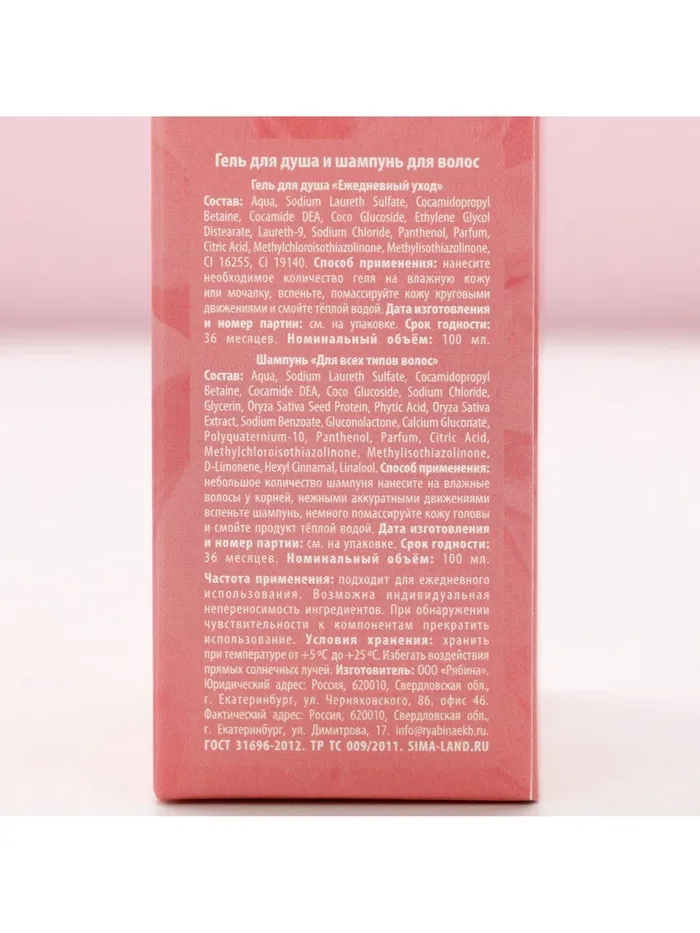 Гель для душа и шампунь для волос
Гель для душа «Ежедневный уход»
Состав: Aqua, Sodium Laureth Sulfate, Cocamidopropyl
Betaine, Cocamide DEA, Coco Glucoside, Ethylene Glycol
Distearate, Laureth-9, Sodium Chloride, Panthenol, Parfum,
Citric Acid, Methylchloroisothiazolinone, Methylisothiazolinone,
CI 16255, CI 19140. Способ применения: нанесите
необходимое количество геля на влажную кожу
или мочалку, вспеньте, помассируйте кожу круговыми
движениями и смойте тёплой водой. Дата изготовления
и номер партии: см. на упаковке. Срок годности:
36 месяцев. Номинальный объём: 100 мл.
Шампунь «Для всех типов волос»
Состав: Aqua, Sodium Laureth Sulfate, Cocamidopropyl
Betaine, Cocamide DEA, Coco Glucoside, Sodium Chloride,
Glycerin, Oryza Sativa Seed Protein, Phytic Acid, Oryza Sativa
Extract, Sodium Benzoate, Gluconolactone, Calcium Gluconate,
Polyquaternium-10, Panthenol, Parfum, Citric Acid,
Methylchloroisothiazolinone, Methylisothiazolinone,
D-Limonene, Hexyl Cinnamal, Linalool. Способ применения:
небольшое количество шампуня нанесите на влажные
волосы у корней, нежными аккуратными движениями
вспеньте шампунь, немного помассируйте кожу головы
и смойте продукт тёплой водой. Дата изготовления
и номер партии: см. на упаковке. Срок годности:
36 месяцев. Номинальный объём: 100 мл.
Частота применения: подходит для ежедневного
использования. Возможна индивидуальная
непереносимость ингредиентов. При обнаружении
чувствительности к компонентам прекратить
использование. Условия хранения: хранить
при температуре от +5 ºС до +25 ºС. Избегать воздействия
прямых солнечных лучей. Изготовитель: ООО «Рябина».
Юридический адрес: Россия, 620010, Свердловская обл.,
г. Екатеринбург, ул. Черняховского, 86, офис 46.
Фактический адрес: Россия, 620010, Свердловская обл.,
г. Екатеринбург, ул. Димитрова, 17. info@ryabinaekb.ru.
ГОСТ 31696-2012. ТР ТС 009/2011. SIMA-LAND.RU